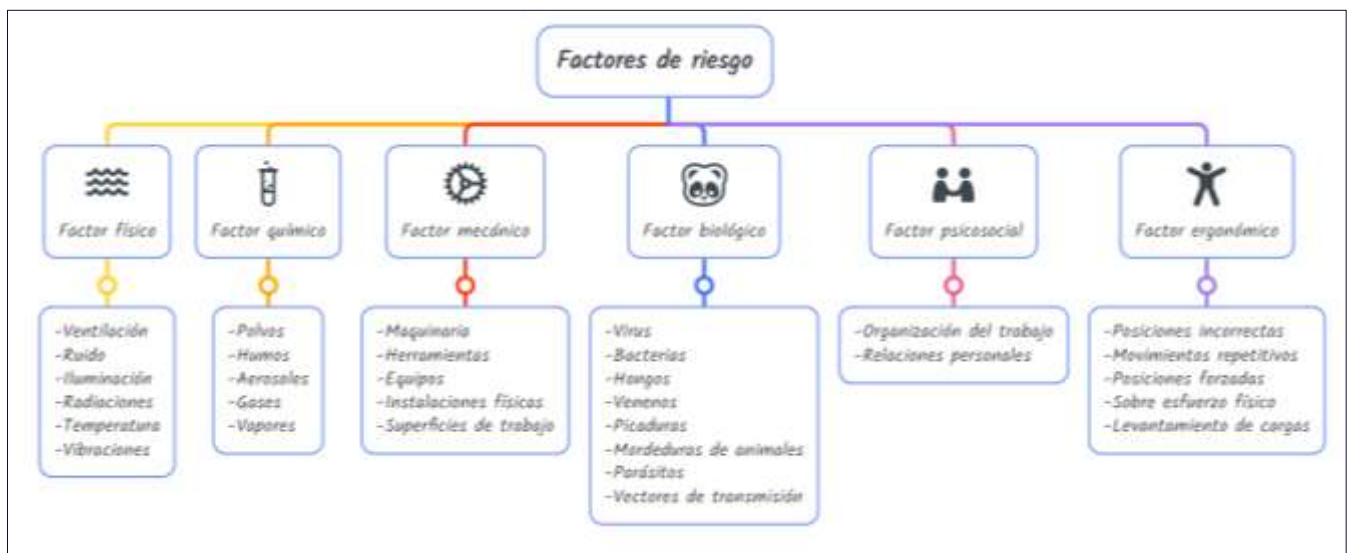 Factores de riesgo
Factor físico
Factor químico
Factor mecánico
Factor biológico
Factor psicosocial
Factor ergonómico
-Ventilación
-Ruido
-Iluminación
-Radiaciones
-Temperatura
-Vibraciones
-Polvos
-Humos
-Aerosoles
-Gases
-Vapores
-Maquinaria
-Herramientas
-Equipos
-Instalaciones físicas
-Superficies de trabajo
-Virus
-Bacterias
-Hongos
-Venenos
-Picaduras
-Mordeduras de animales
-Parásitos
-Vectores de transmisión
-Organización del trabajo
-Relaciones personales
-Posiciones incorrectas
-Movimientos repetitivos
-Posiciones forzadas
-Sobre esfuerzo físico
-Levantamiento de cargas